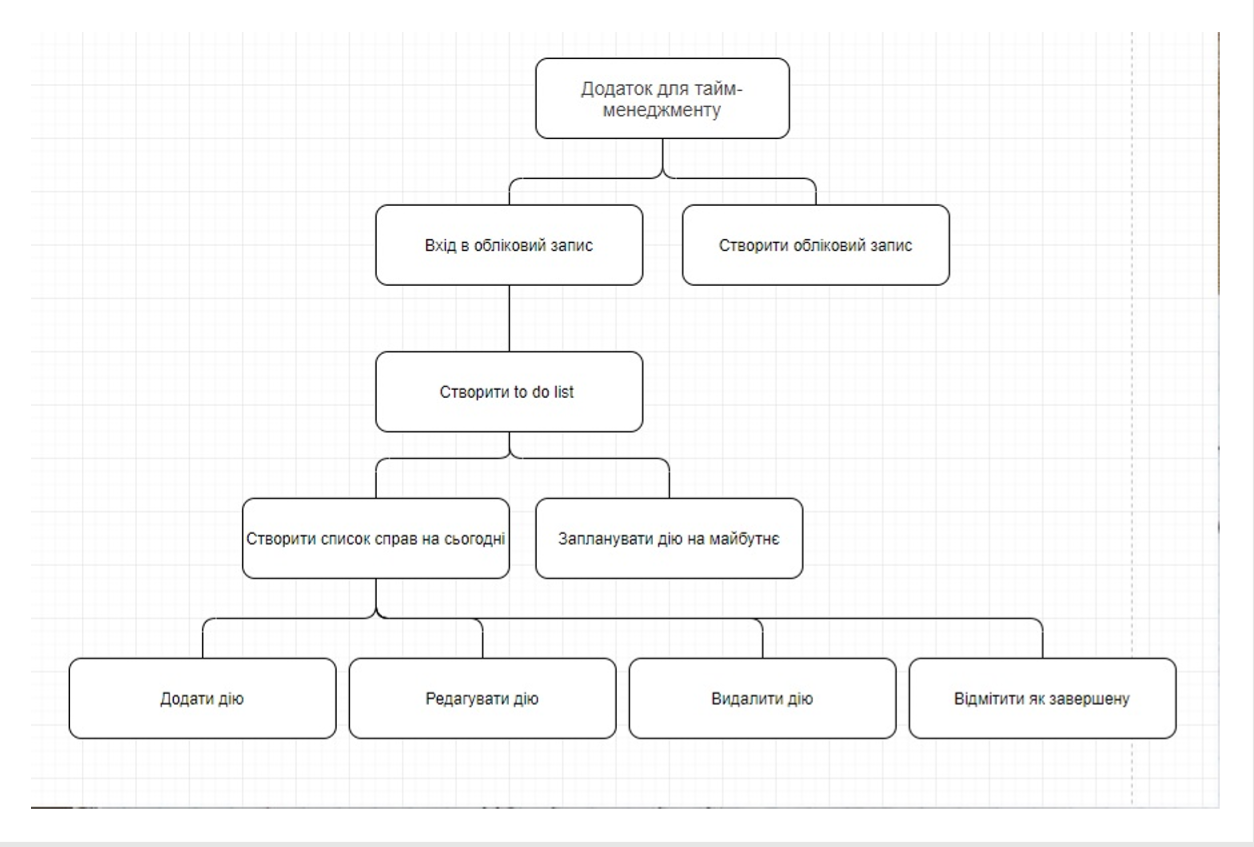 Додаток для тайм-
менеджменту
Вхід в обліковий запис
Створити обліковий запис
Створити to do list
Створити список справ на сьогодні
Запланувати дію на майбутнє
Додати дію
Редагувати дію
Видалити дію
Відмітити як завершену